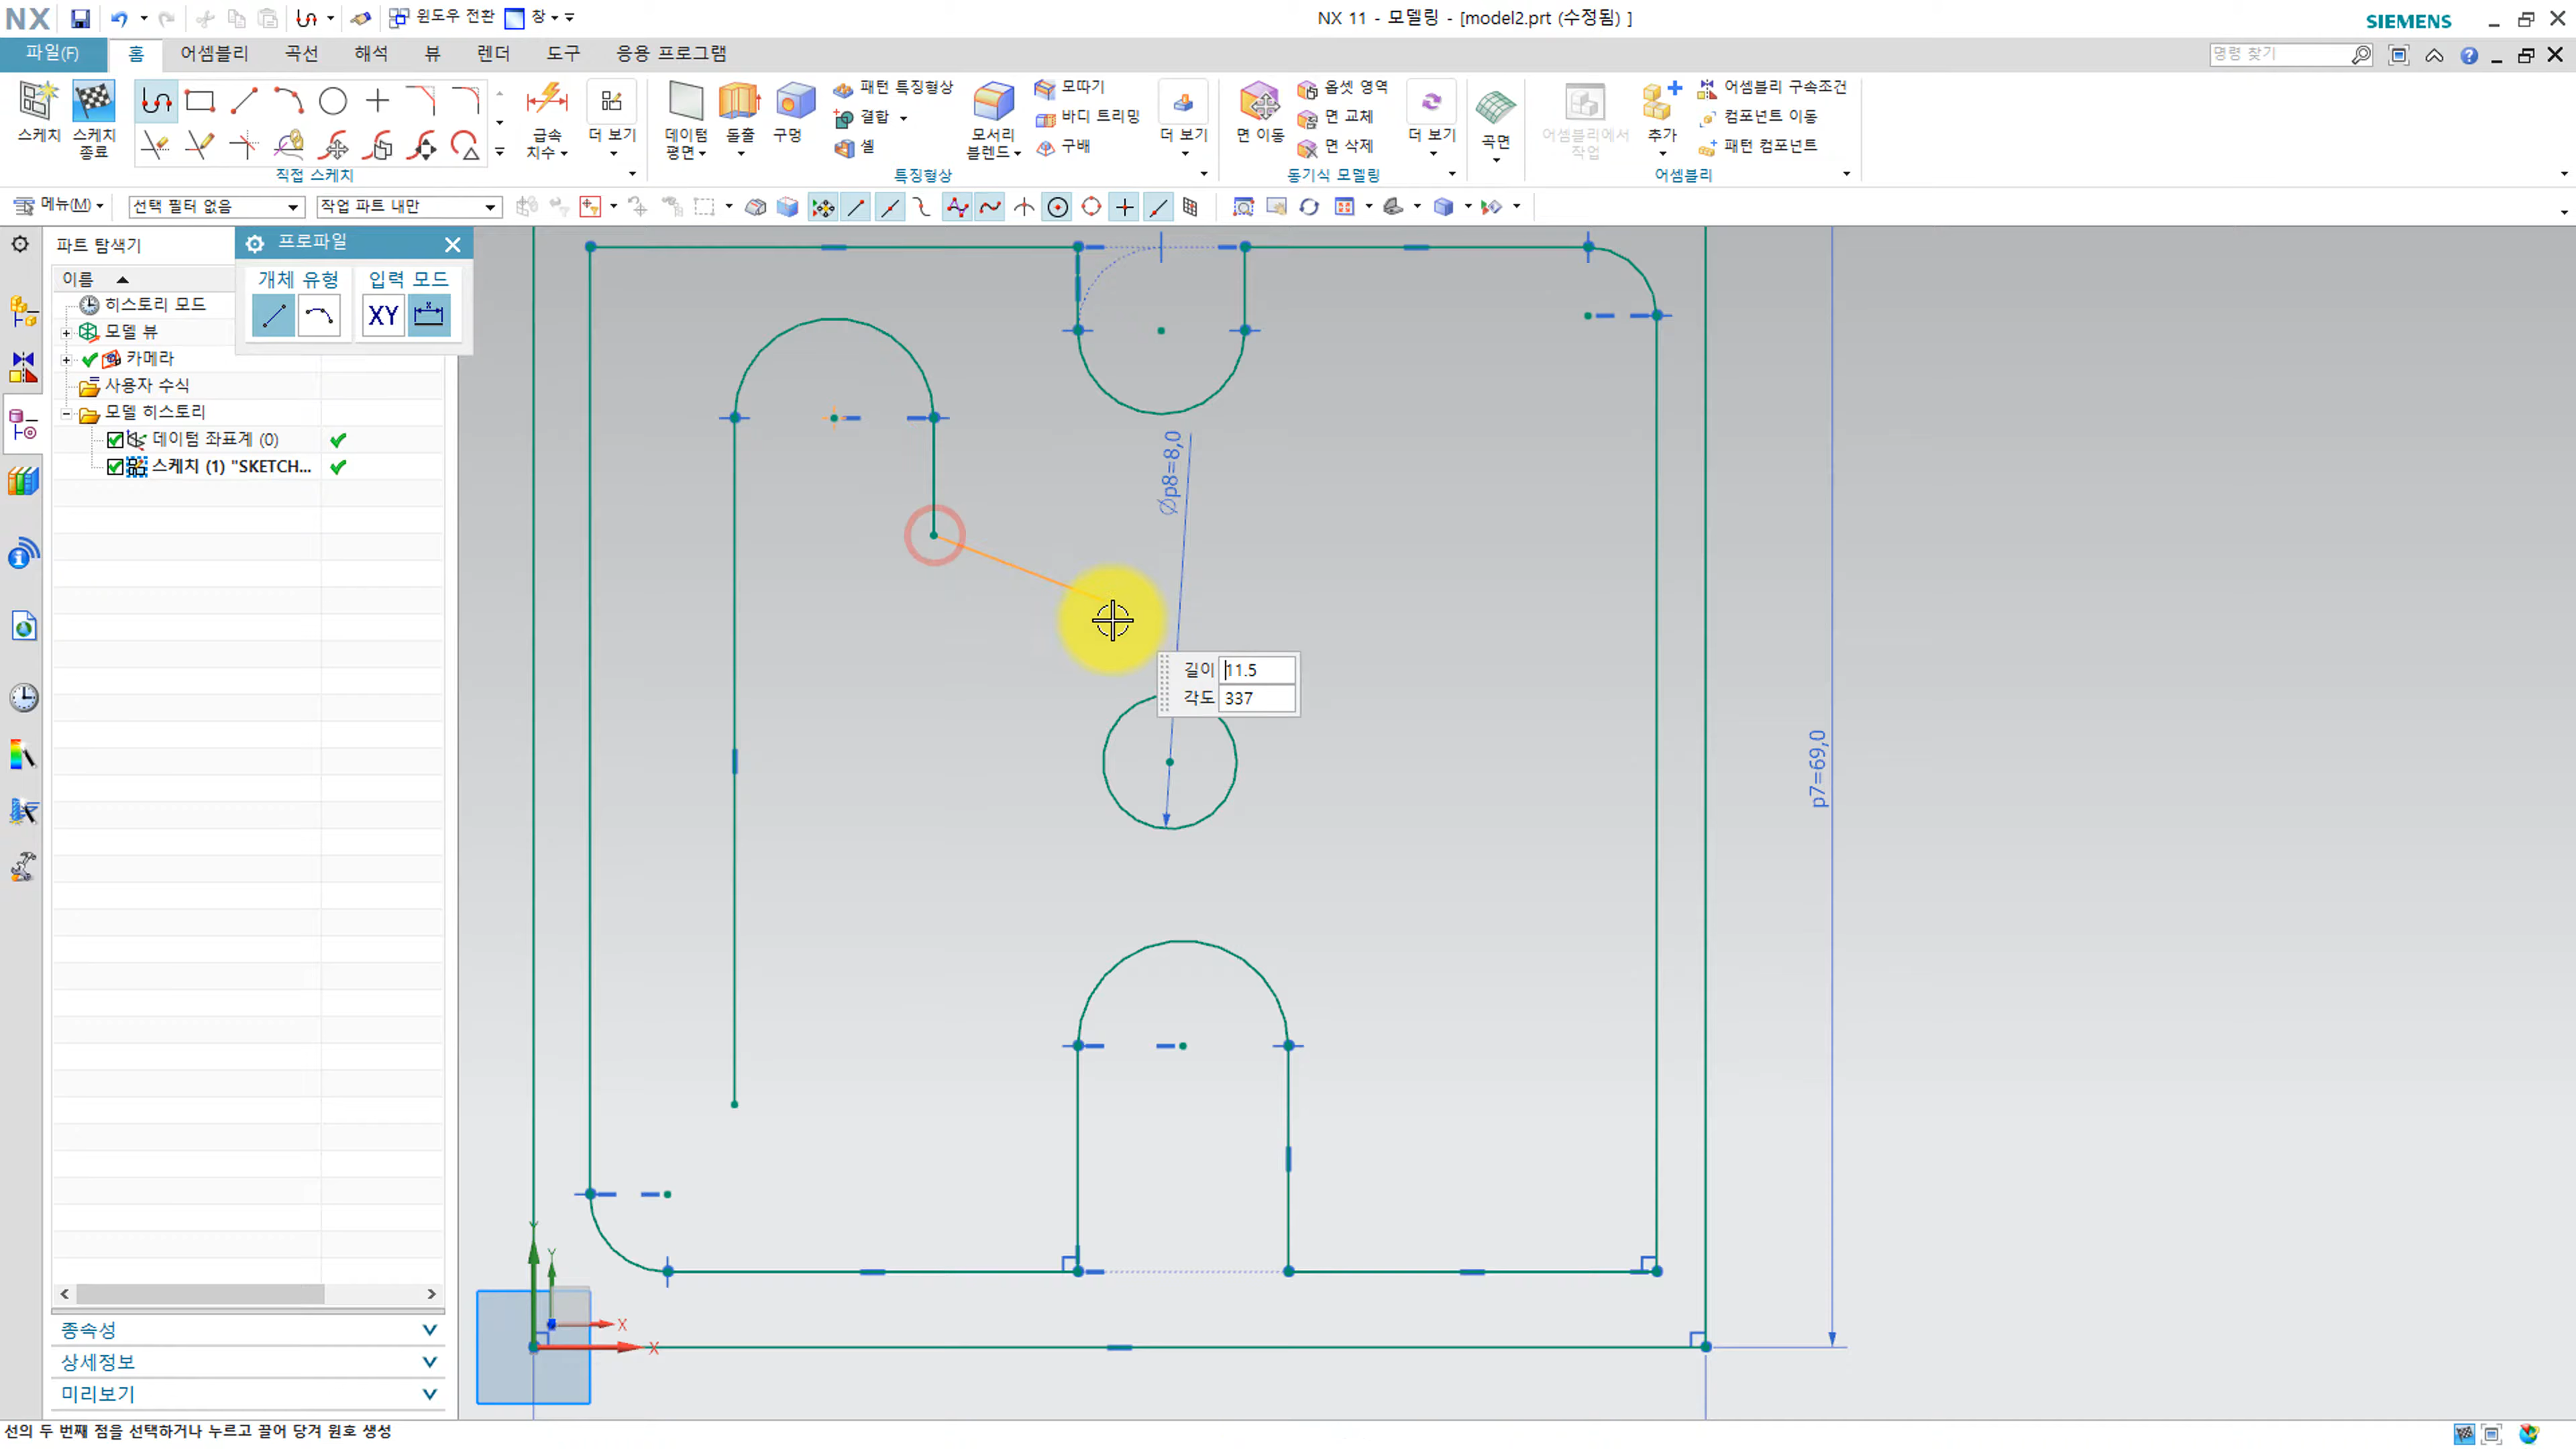 NX 윈도우 전환 창 NX 11 - 모델링 - [model2.prt (수정됨) ] SIEMENS
파일(F) 홈 어셈블리 곡선 해석 뷰 렌더 도구 응용 프로그램 명령 찾기
스케치
스케치 종료
직접 스케치
급속 치수
더 보기
데이텀 평면
돌출
구멍
패턴 특징형상
결합
셸
모서리 블렌드
모따기
바디 트리밍
구배
더 보기
특징형상
면 이동
옵셋 영역
면 교체
면 삭제
더 보기
동기식 모델링
곡면
어셈블리에서 작업
추가
어셈블리 구속조건
컴포넌트 이동
패턴 컴포넌트
어셈블리
메뉴(M) 선택 필터 없음 작업 파트 내만
파트 탐색기
이름
히스토리 모드
모델 뷰
카메라
사용자 수식
모델 히스토리
데이텀 좌표계 (0)
스케치 (1) "SKETCH...
종속성
상세정보
미리보기
프로파일
개체 유형 입력 모드
XY
∅p8=8,0
길이 11.5
각도 337
p7=69,0
Y
Y
X
X
선의 두 번째 점을 선택하거나 누르고 끌어 당겨 원호 생성